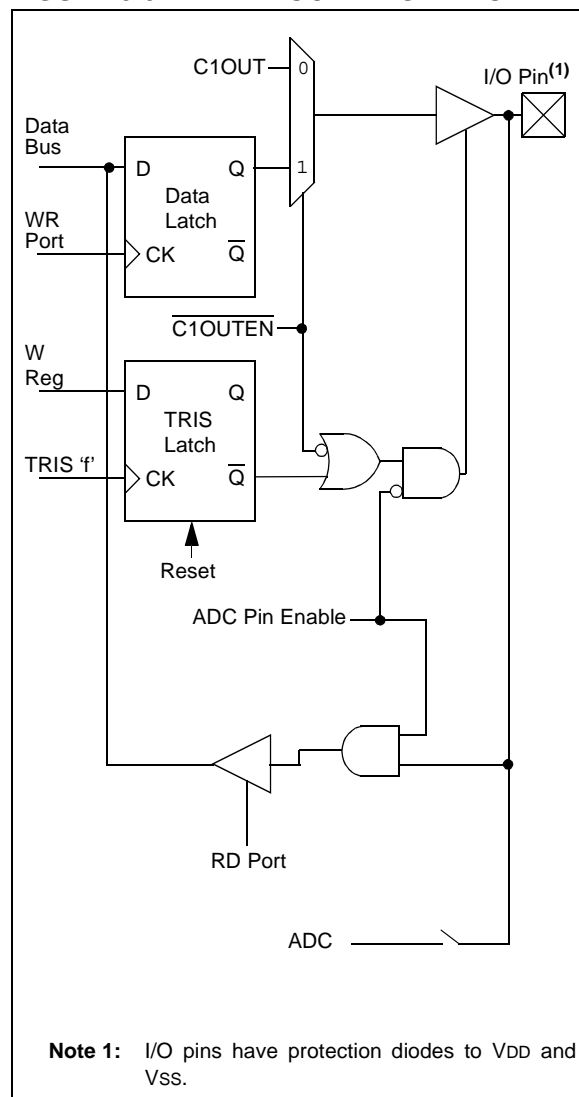 C1OUT
0
I/O Pin(1)
Data
Bus
D
Q
1
Data
Latch
WR
Port
CK
Q̅
C̅1̅O̅U̅T̅E̅N̅
W
Reg
D
Q
TRIS
Latch
TRIS ‘f’
CK
Q̅
Reset
ADC Pin Enable
RD Port
ADC
Note 1: I/O pins have protection diodes to VDD and
VSS.